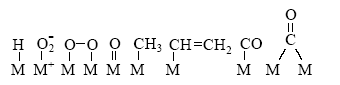 O
H O₂⁻ O–O O CH₃ CH=CH₂ CO C
M M⁺ M M M M M M M M